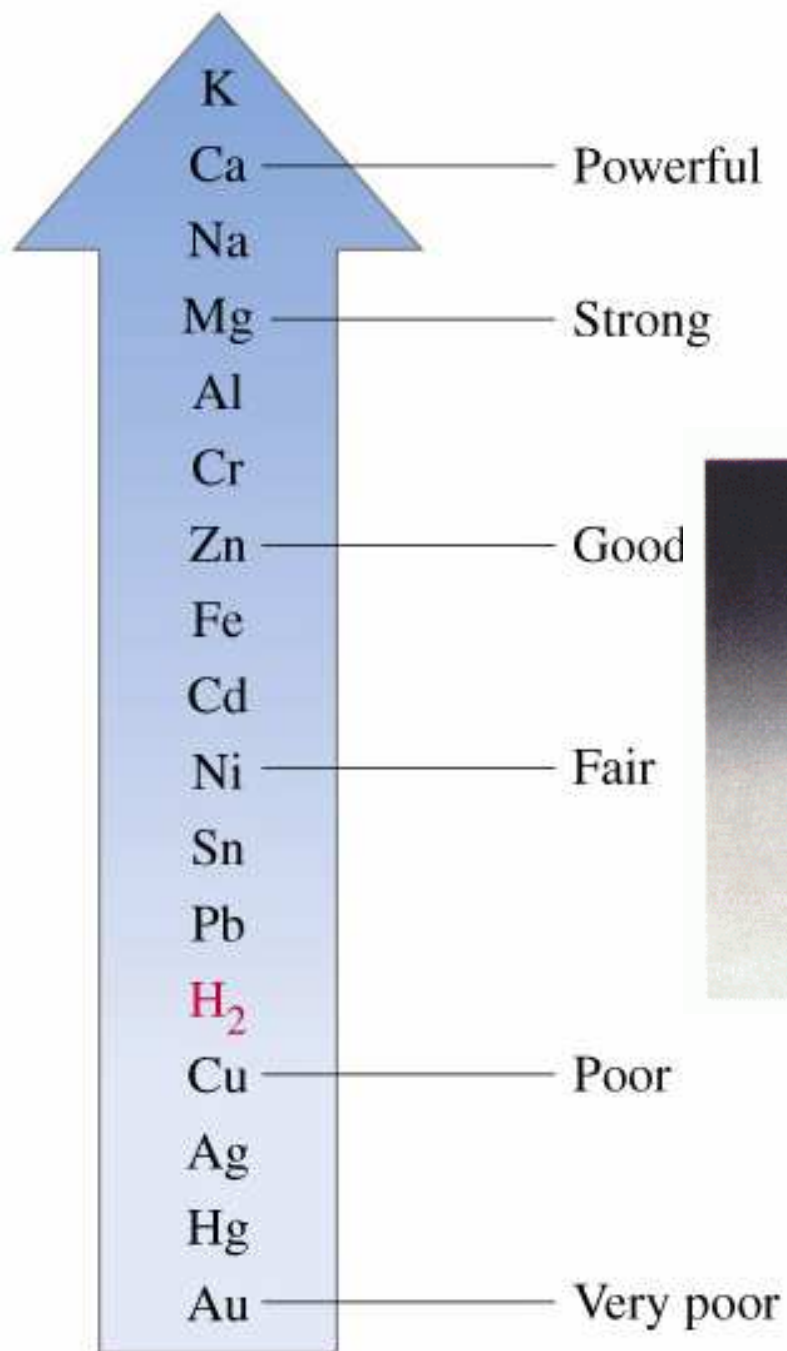 K
Ca Powerful
Na
Mg Strong
Al
Cr
Zn Good
Fe
Cd
Ni Fair
Sn
Pb
H₂
Cu Poor
Ag
Hg
Au Very poor